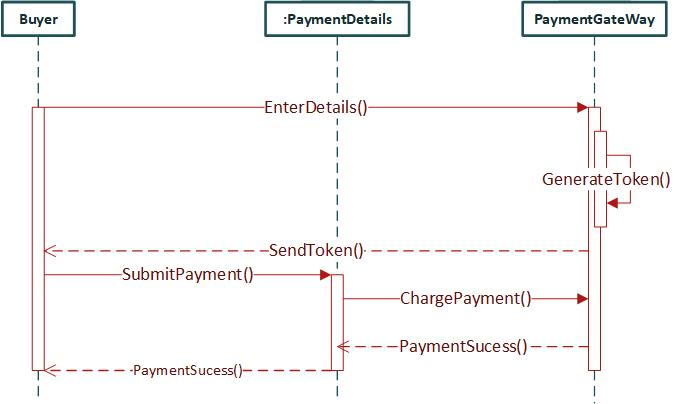 Buyer
:PaymentDetails
PaymentGateWay
EnterDetails()
GenerateToken()
SendToken()
SubmitPayment()
ChargePayment()
PaymentSucess()
PaymentSucess()